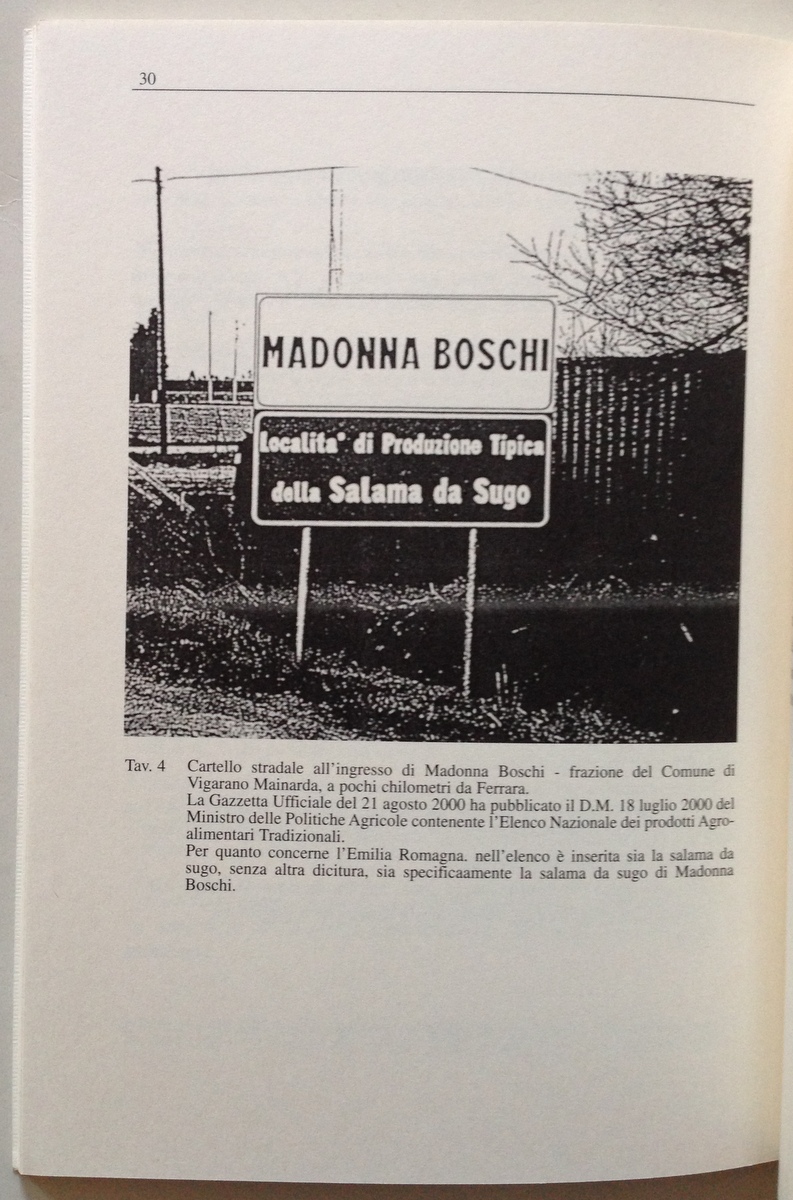 30
MADONNA BOSCHI
Localita' di Produzione Tipica
della Salama da Sugo
Tav. 4 Cartello stradale all'ingresso di Madonna Boschi - frazione del Comune di
Vigarano Mainarda, a pochi chilometri da Ferrara.
La Gazzetta Ufficiale del 21 agosto 2000 ha pubblicato il D.M. 18 luglio 2000 del
Ministro delle Politiche Agricole contenente l'Elenco Nazionale dei prodotti Agro-
alimentari Tradizionali.
Per quanto concerne l'Emilia Romagna. nell'elenco è inserita sia la salama da
sugo, senza altra dicitura, sia specificaamente la salama da sugo di Madonna
Boschi.